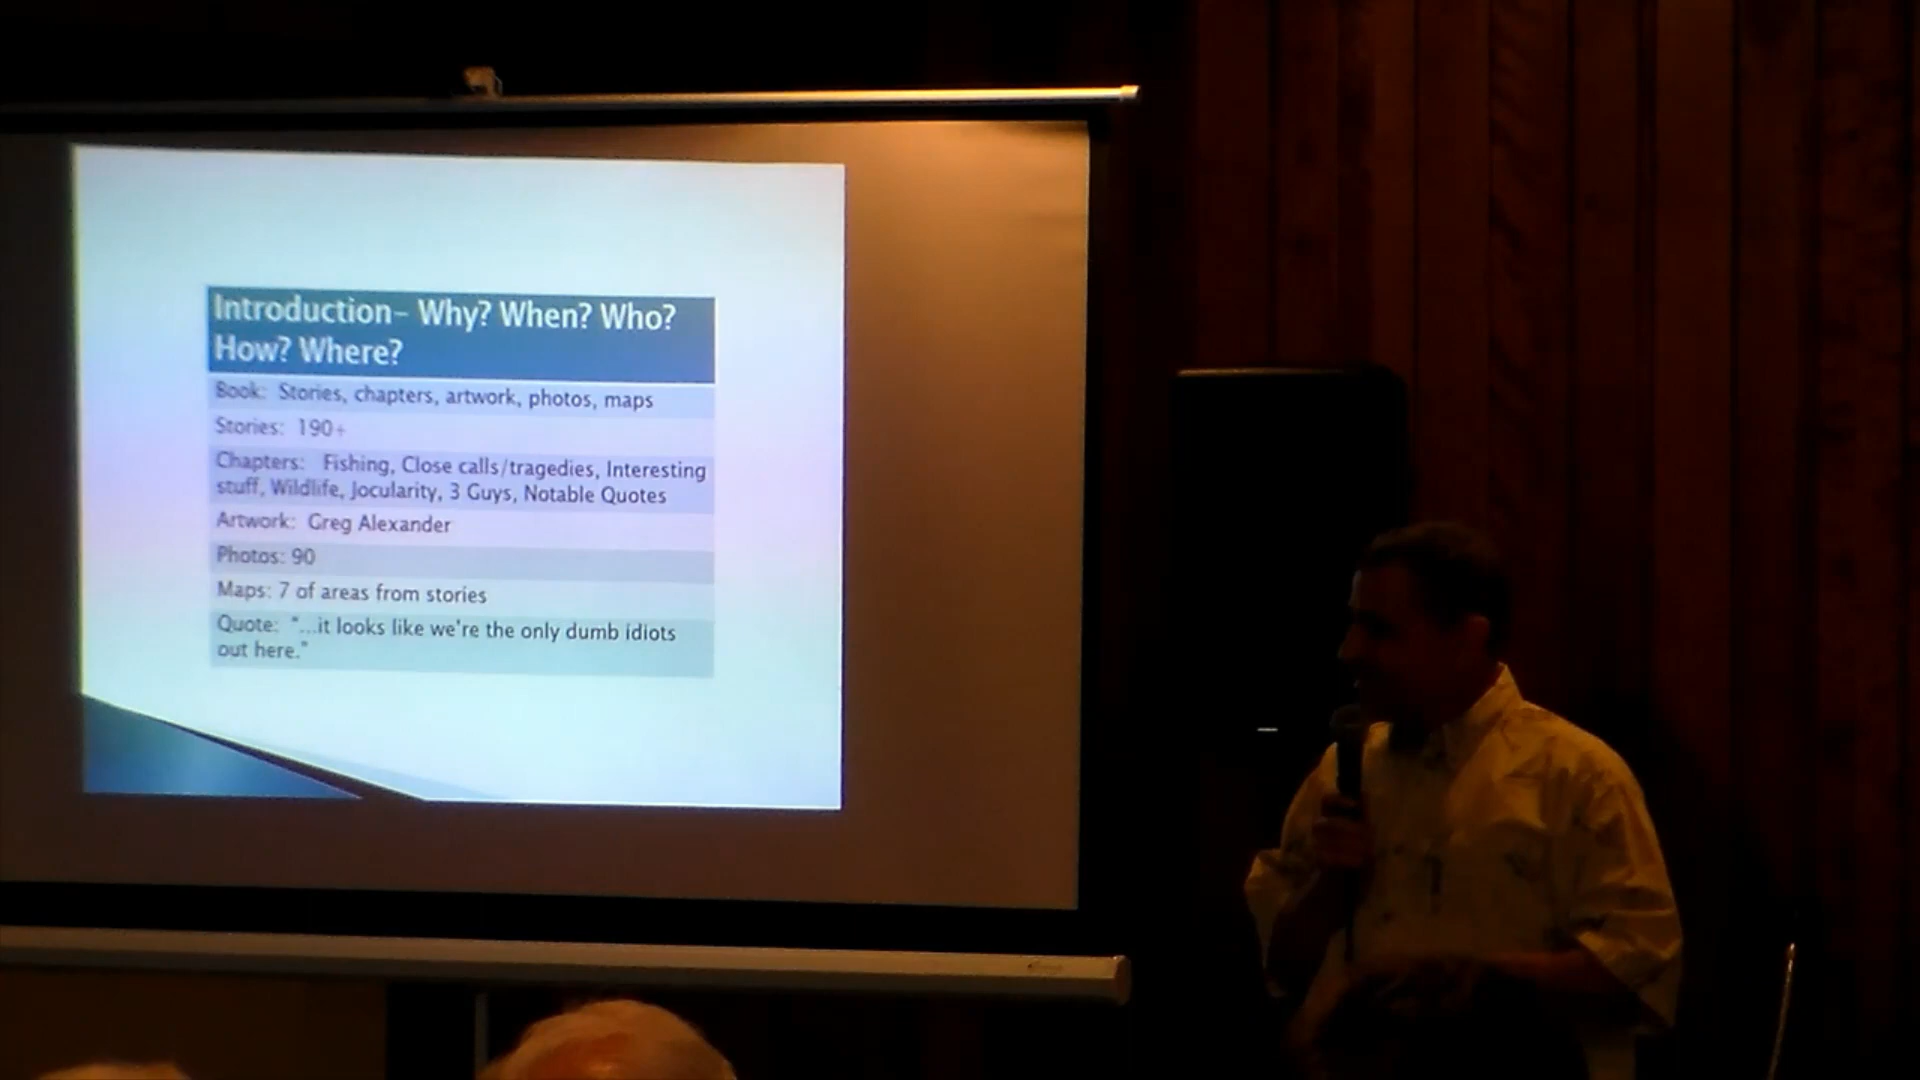 Introduction- Why? When? Who?
How? Where?
Book: Stories, chapters, artwork, photos, maps
Stories: 190+
Chapters: Fishing, Close calls/tragedies, Interesting
stuff, Wildlife, Jocularity, 3 Guys, Notable Quotes
Artwork: Greg Alexander
Photos: 90
Maps: 7 of areas from stories
Quote: "...it looks like we're the only dumb idiots
out here."